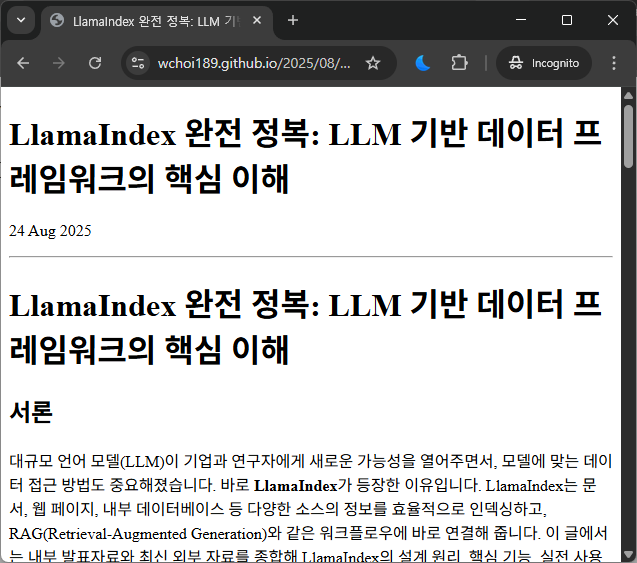 LlamaIndex 완전 정복: LLM 기반
wchoi189.github.io/2025/08/...
Incognito
LlamaIndex 완전 정복: LLM 기반 데이터 프
레임워크의 핵심 이해
24 Aug 2025
LlamaIndex 완전 정복: LLM 기반 데이터 프
레임워크의 핵심 이해
서론
대규모 언어 모델(LLM)이 기업과 연구자에게 새로운 가능성을 열어주면서, 모델에 맞는 데이
터 접근 방법도 중요해졌습니다. 바로 LlamaIndex가 등장한 이유입니다. LlamaIndex는 문
서, 웹 페이지, 내부 데이터베이스 등 다양한 소스의 정보를 효율적으로 인덱싱하고,
RAG(Retrieval-Augmented Generation)와 같은 워크플로우에 바로 연결해 줍니다. 이 글에서
는 내부 발표자료와 최신 외부 자료를 종합해 LlamaIndex의 설계 원리, 핵심 기능, 실전 사용